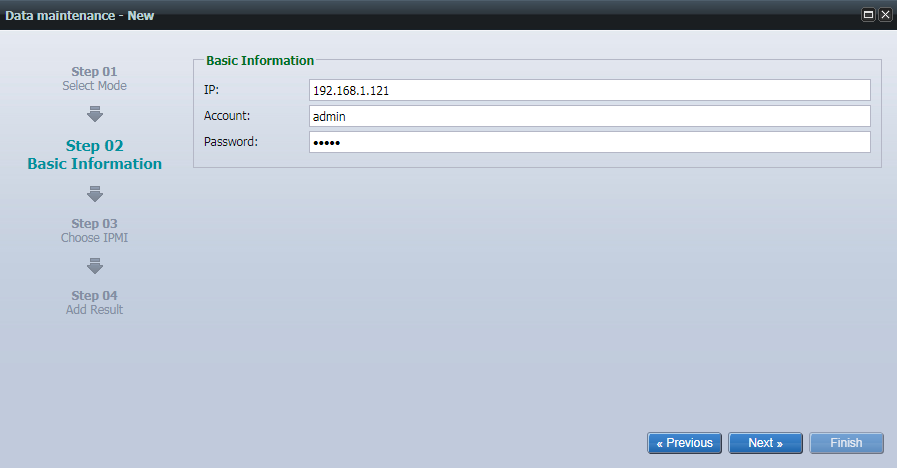 Data maintenance - New
Step 01
Select Mode
Step 02
Basic Information
Step 03
Choose IPMI
Step 04
Add Result
Basic Information
IP: 192.168.1.121
Account: admin
Password: •••••
« Previous Next » Finish